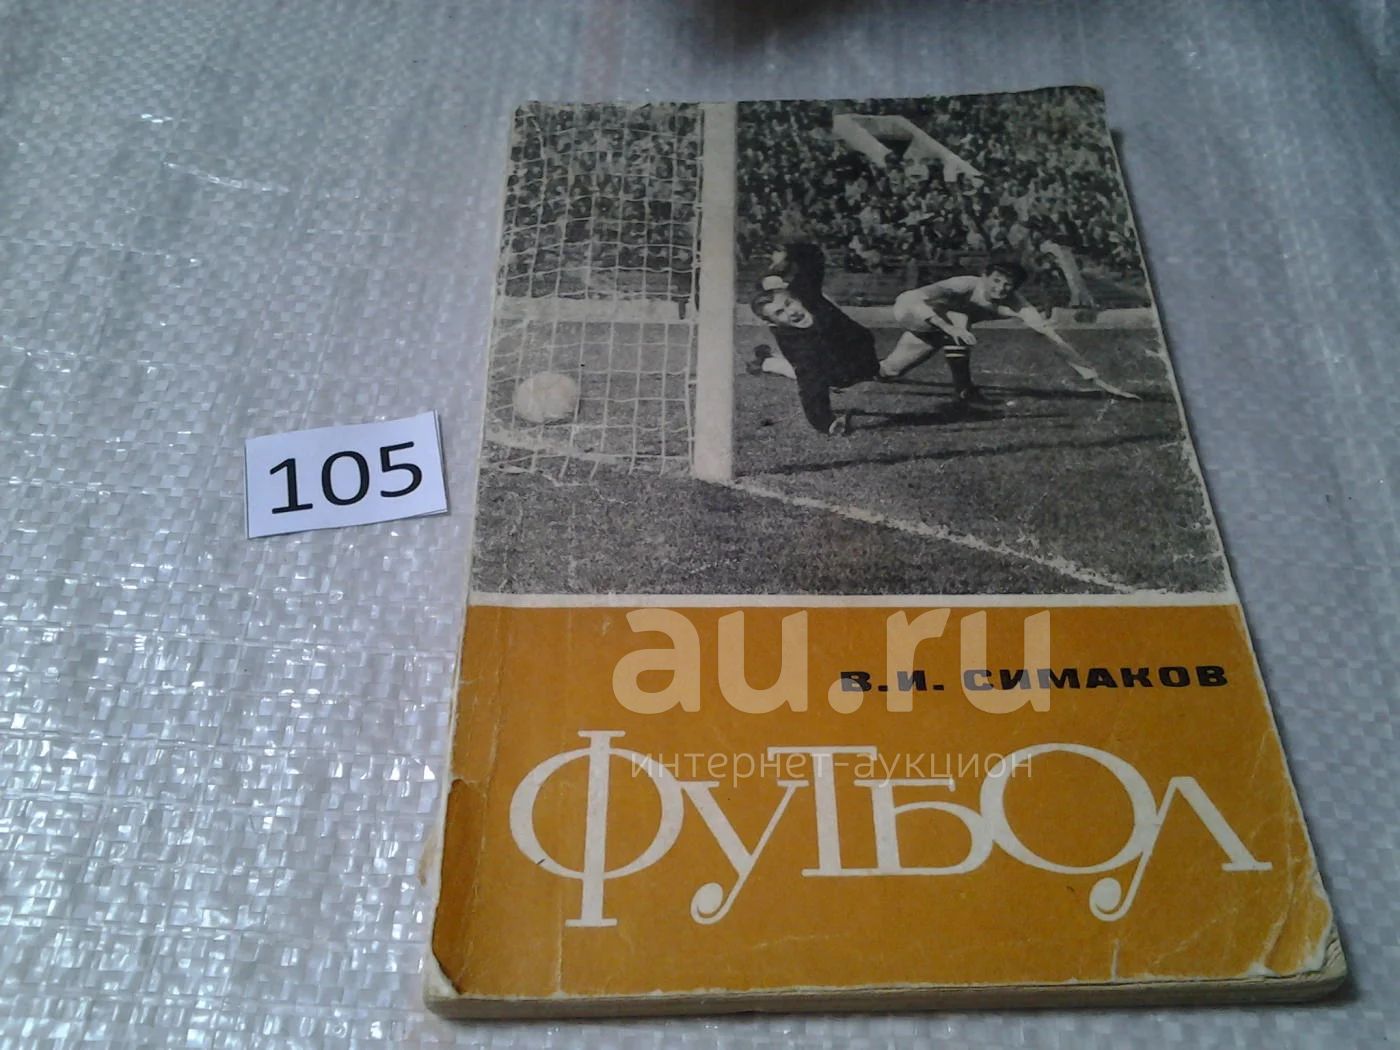 105
au.ru
В.И. СИМАКОВ
интернет-аукцион
ФУТБОЛ